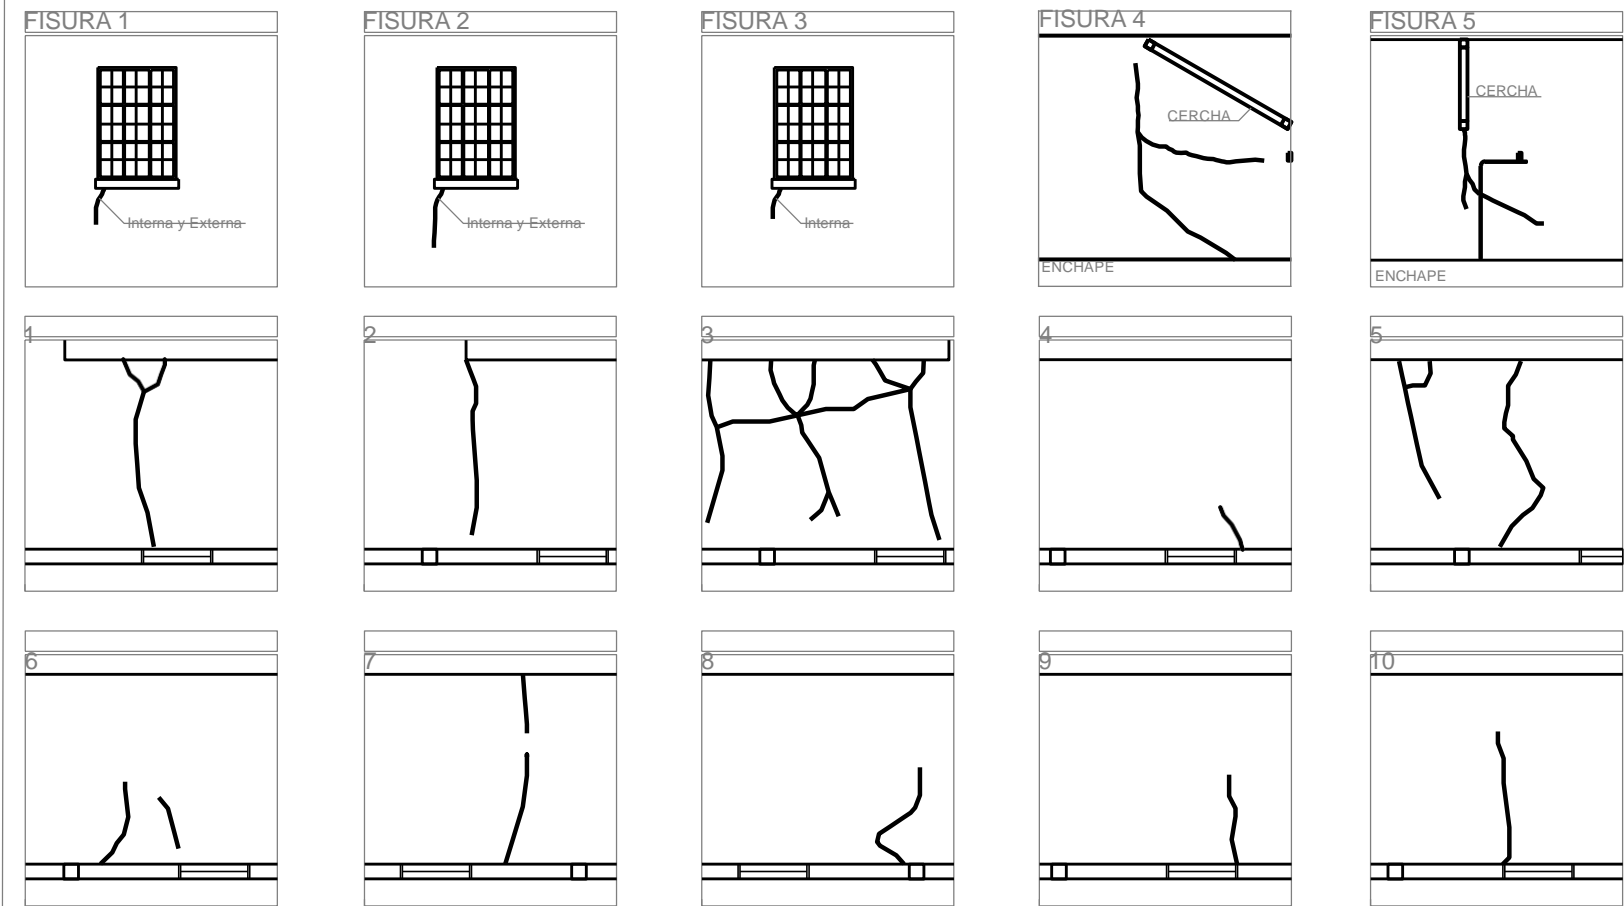 FISURA 1
FISURA 2
FISURA 3
FISURA 4
FISURA 5
CERCHA
CERCHA
Interna y Externa
Interna y Externa
Interna
ENCHAPE
ENCHAPE
1
2
3
4
5
6
7
8
9
10